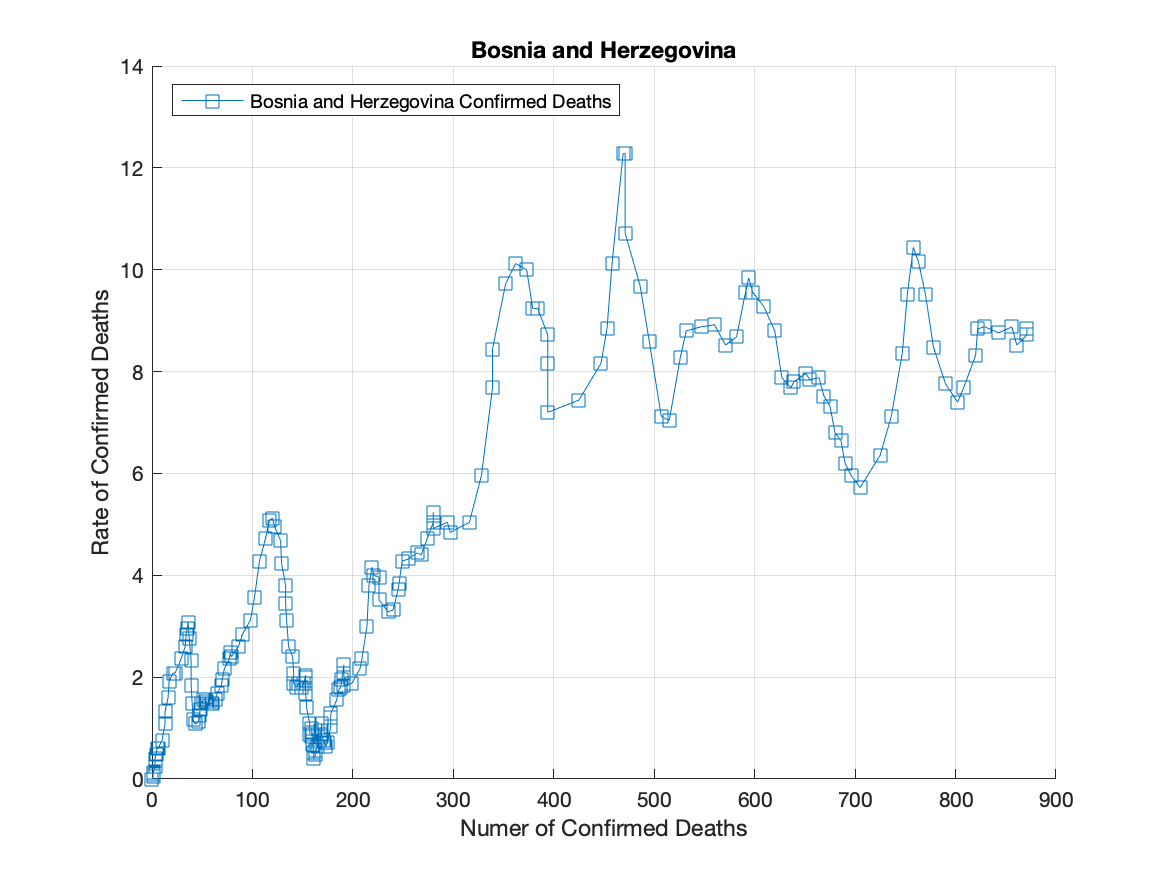 Bosnia and Herzegovina
14
Bosnia and Herzegovina Confirmed Deaths
12
10
8
6
4
2
0
Rate of Confirmed Deaths
0 100 200 300 400 500 600 700 800 900
Numer of Confirmed Deaths